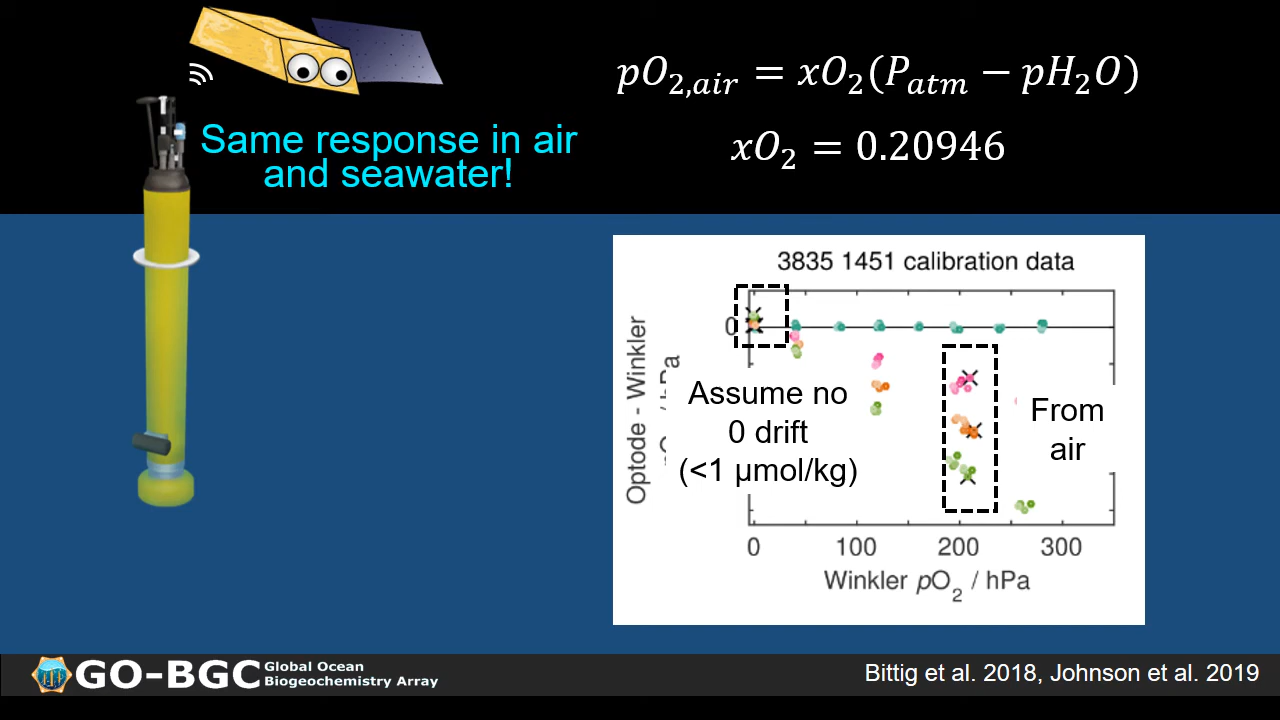 Same response in air
and seawater!
pO₂,air = xO₂(Patm − pH₂O)
xO₂ = 0.20946
3835 1451 calibration data
0
Optode - Winkler
Assume no
0 drift
(<1 µmol/kg)
From
air
0 100 200 300
Winkler pO₂ / hPa
GO-BGC Global Ocean
Biogeochemistry Array
Bittig et al. 2018, Johnson et al. 2019